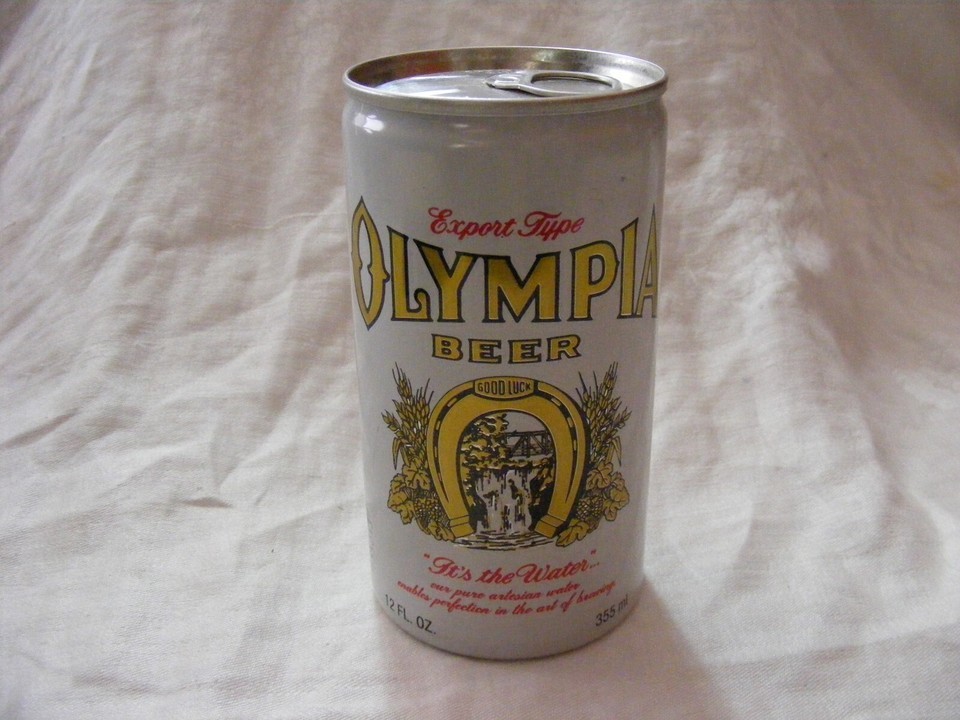 Export Type
OLYMPIA
BEER
GOOD LUCK
"It's the Water"...
our pure artesian water
enables perfection in the art of brewing
12 FL. OZ.
355 ml